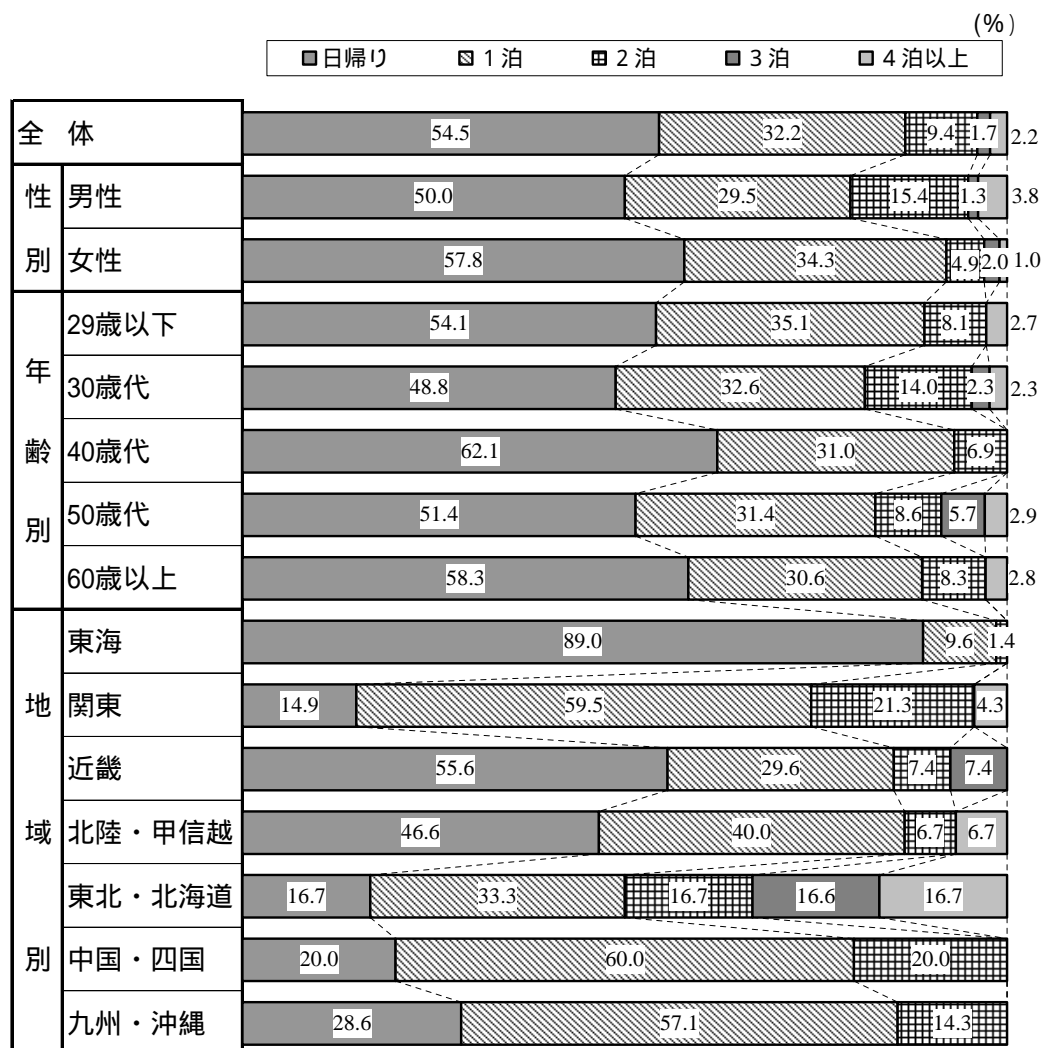 (%)
日帰り 1泊 2泊 3泊 4泊以上
全 体 54.5 32.2 9.4 1.7 2.2
性別
男性 50.0 29.5 15.4 1.3 3.8
女性 57.8 34.3 4.9 2.0 1.0
年齢別
29歳以下 54.1 35.1 8.1 2.7
30歳代 48.8 32.6 14.0 2.3 2.3
40歳代 62.1 31.0 6.9
50歳代 51.4 31.4 8.6 5.7 2.9
60歳以上 58.3 30.6 8.3 2.8
地域別
東海 89.0 9.6 1.4
関東 14.9 59.5 21.3 4.3
近畿 55.6 29.6 7.4 7.4
北陸・甲信越 46.6 40.0 6.7 6.7
東北・北海道 16.7 33.3 16.7 16.6 16.7
中国・四国 20.0 60.0 20.0
九州・沖縄 28.6 57.1 14.3